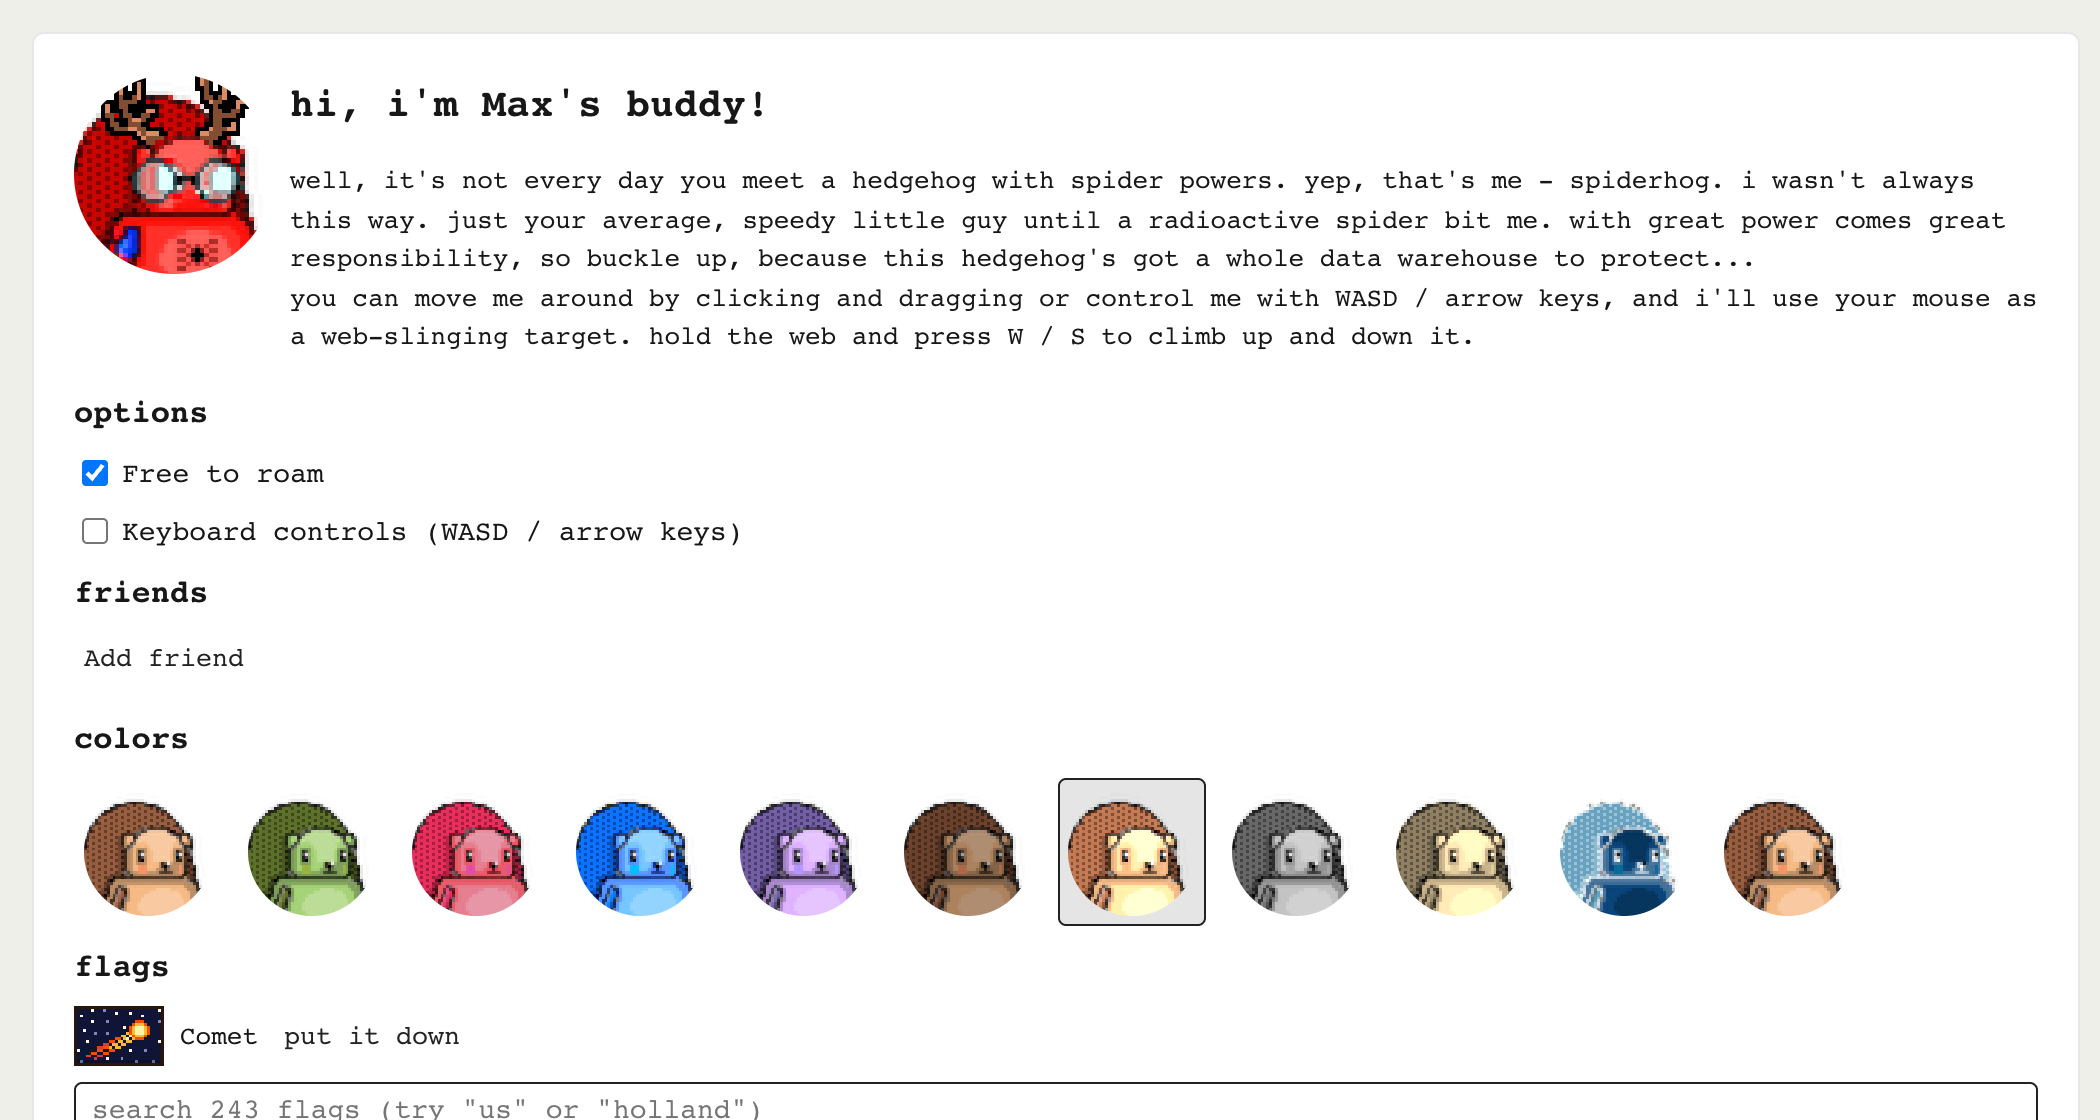 hi, i'm Max's buddy!
well, it's not every day you meet a hedgehog with spider powers. yep, that's me - spiderhog. i wasn't always
this way. just your average, speedy little guy until a radioactive spider bit me. with great power comes great
responsibility, so buckle up, because this hedgehog's got a whole data warehouse to protect...
you can move me around by clicking and dragging or control me with WASD / arrow keys, and i'll use your mouse as
a web-slinging target. hold the web and press W / S to climb up and down it.
options
Free to roam
Keyboard controls (WASD / arrow keys)
friends
Add friend
colors
flags
Comet put it down
search 243 flags (try "us" or "holland")